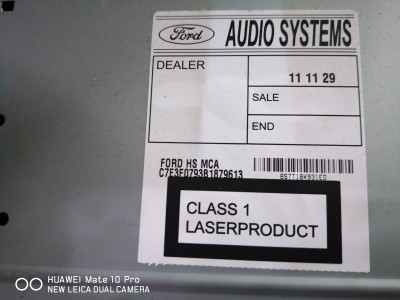 Ford AUDIO SYSTEMS
DEALER
11 11 29
SALE
END
FORD HS MCA
C7E3F0793B1879613
BS7T18K931ED
CLASS 1
LASERPRODUCT
HUAWEI Mate 10 Pro
NEW LEICA DUAL CAMERA